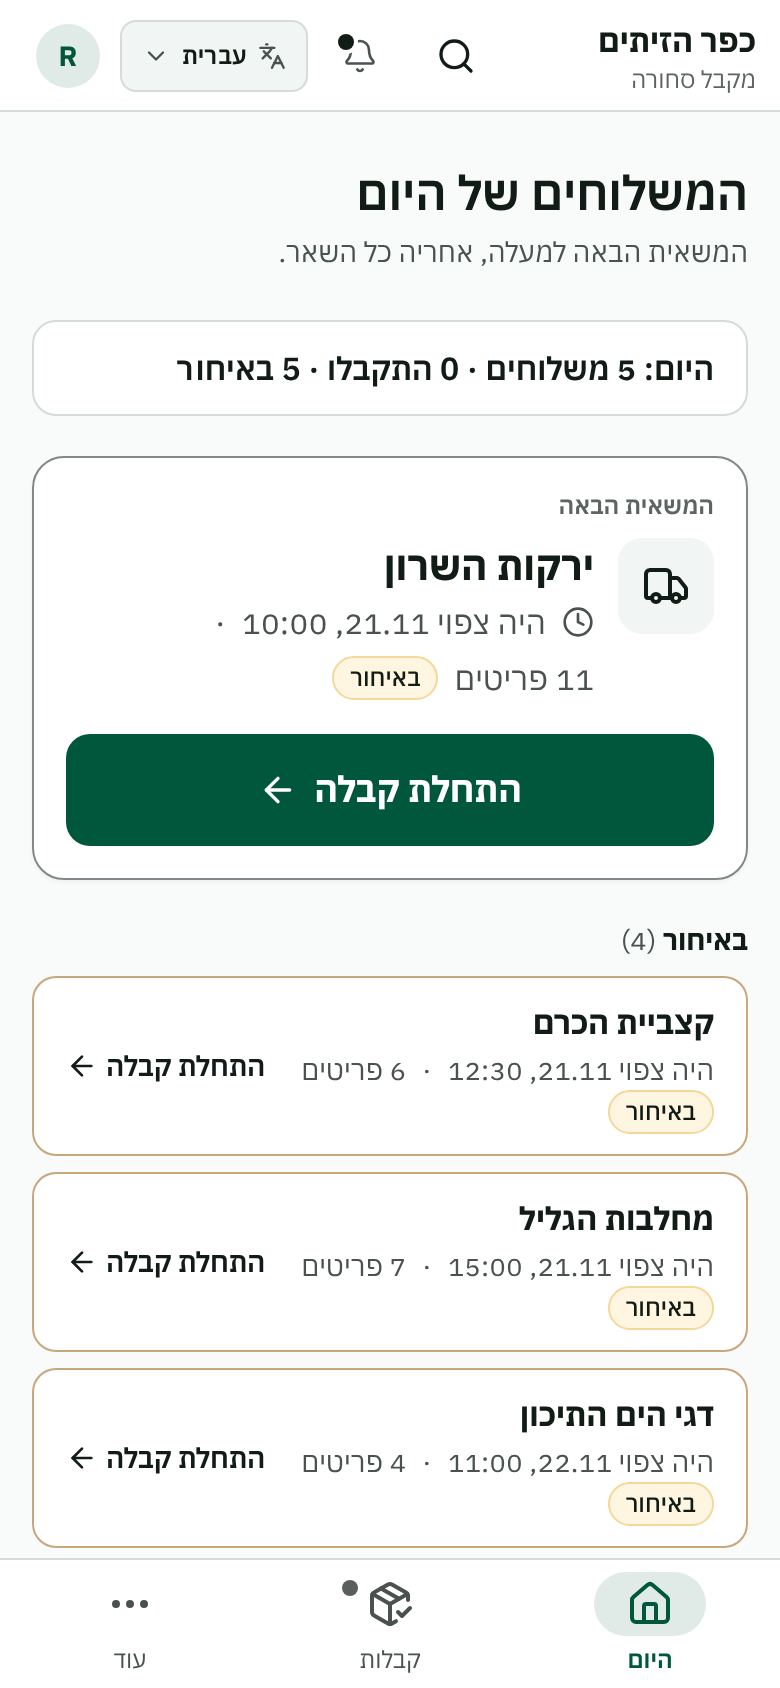 כפר הזיתים
מקבל סחורה
עברית
R
המשלוחים של היום
המשאית הבאה למעלה, אחריה כל השאר.
היום: 5 משלוחים · 0 התקבלו · 5 באיחור
המשאית הבאה
ירקות השרון
היה צפוי 21.11, 10:00 ·
11 פריטים באיחור
התחלת קבלה ←
באיחור (4)
קצביית הכרם
היה צפוי 21.11, 12:30 · 6 פריטים
באיחור
התחלת קבלה ←
מחלבות הגליל
היה צפוי 21.11, 15:00 · 7 פריטים
באיחור
התחלת קבלה ←
דגי הים התיכון
היה צפוי 22.11, 11:00 · 4 פריטים
באיחור
התחלת קבלה ←
היום
קבלות
עוד